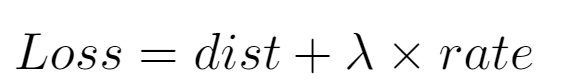 Loss = dist + λ × rate